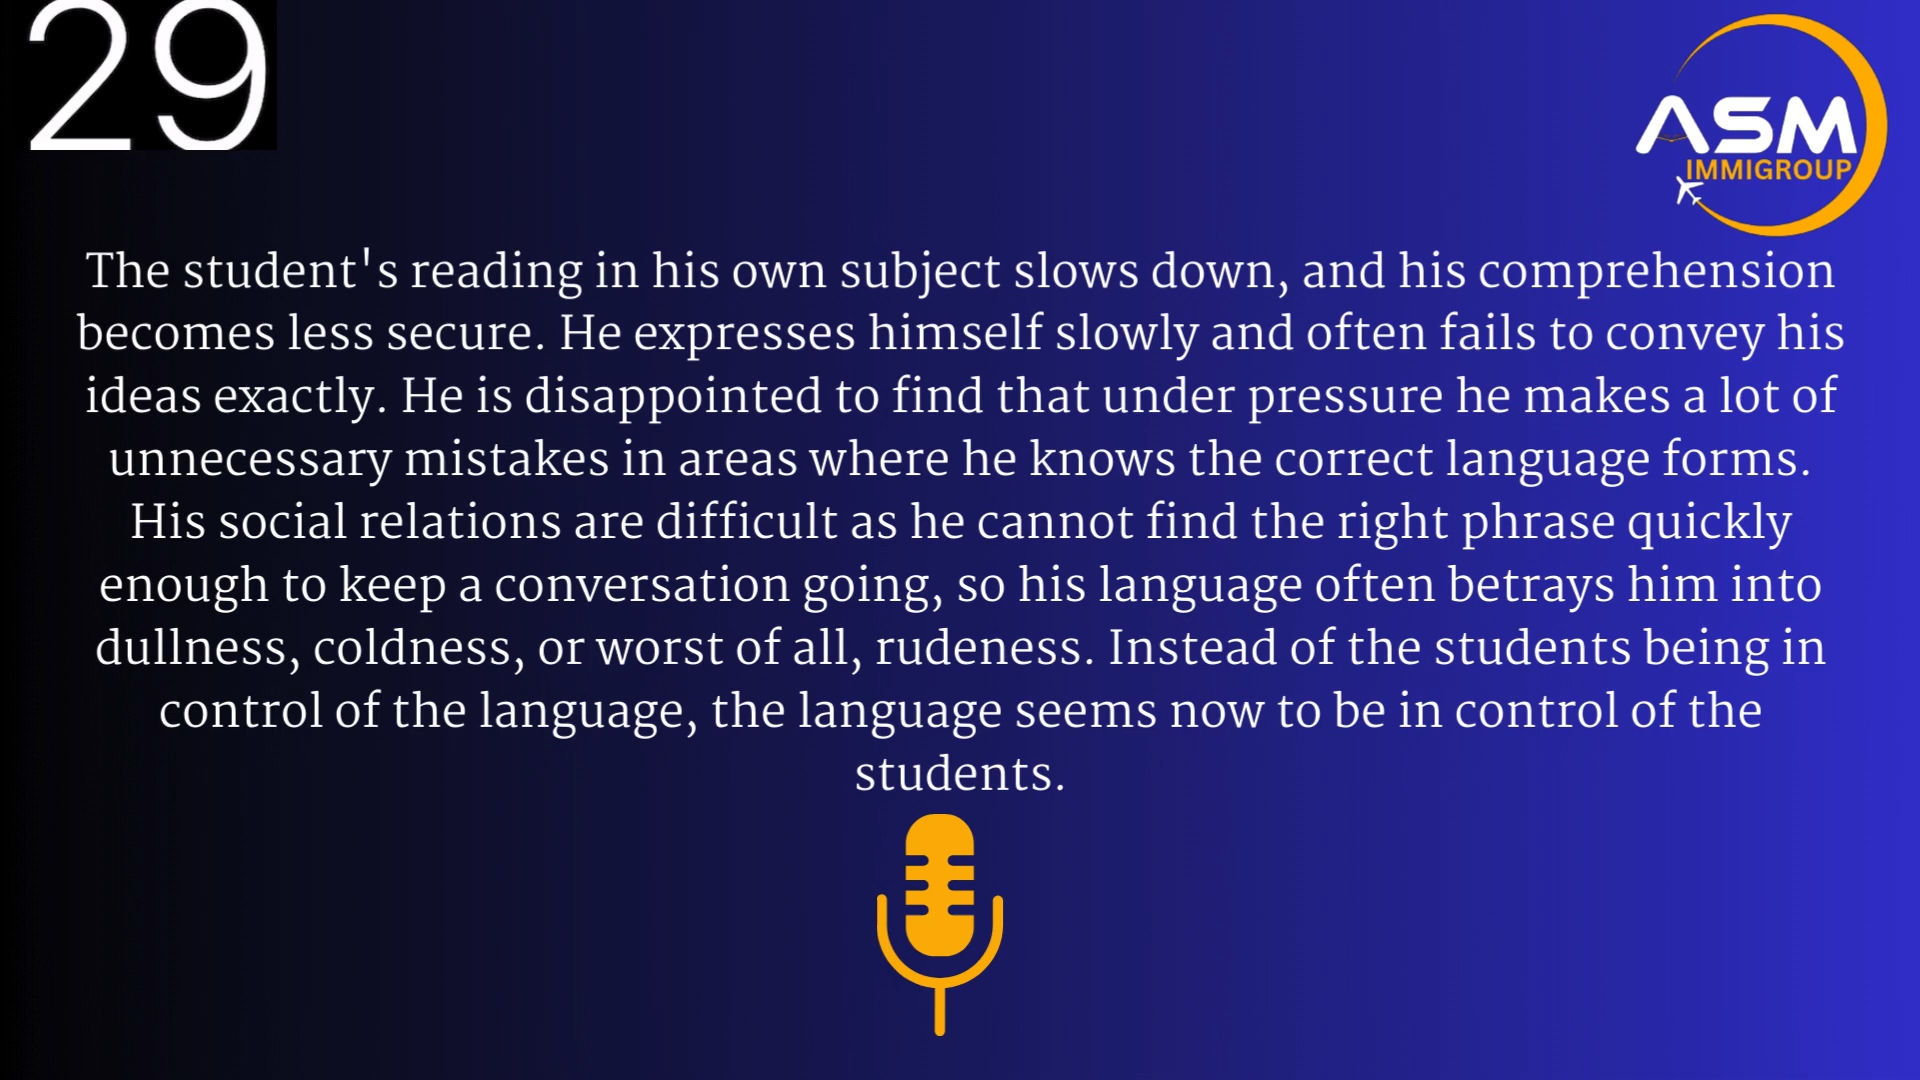 29
ASM
IMMIGROUP
The student's reading in his own subject slows down, and his comprehension
becomes less secure. He expresses himself slowly and often fails to convey his
ideas exactly. He is disappointed to find that under pressure he makes a lot of
unnecessary mistakes in areas where he knows the correct language forms.
His social relations are difficult as he cannot find the right phrase quickly
enough to keep a conversation going, so his language often betrays him into
dullness, coldness, or worst of all, rudeness. Instead of the students being in
control of the language, the language seems now to be in control of the
students.